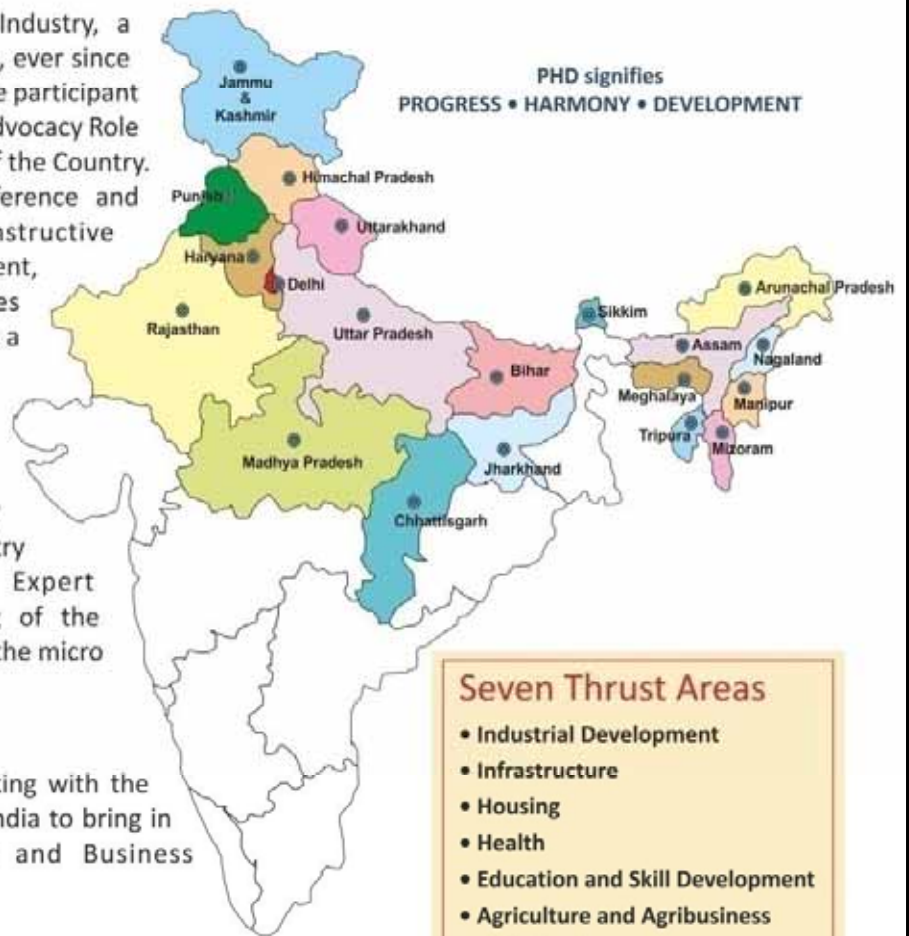 Industry, a
, ever since
e participant
dvocacy Role
f the Country.
ference and
nstructive
ent,
es
a
try
Expert
g of the
the micro
king with the
ndia to bring in
and Business
PHD signifies
PROGRESS • HARMONY • DEVELOPMENT
Jammu
&
Kashmir
Himachal Pradesh
Punjab
Uttarakhand
Haryana
Delhi
Rajasthan
Uttar Pradesh
Bihar
Sikkim
Arunachal Pradesh
Assam
Nagaland
Meghalaya
Manipur
Tripura
Mizoram
Madhya Pradesh
Jharkhand
Chhattisgarh
Seven Thrust Areas
• Industrial Development
• Infrastructure
• Housing
• Health
• Education and Skill Development
• Agriculture and Agribusiness